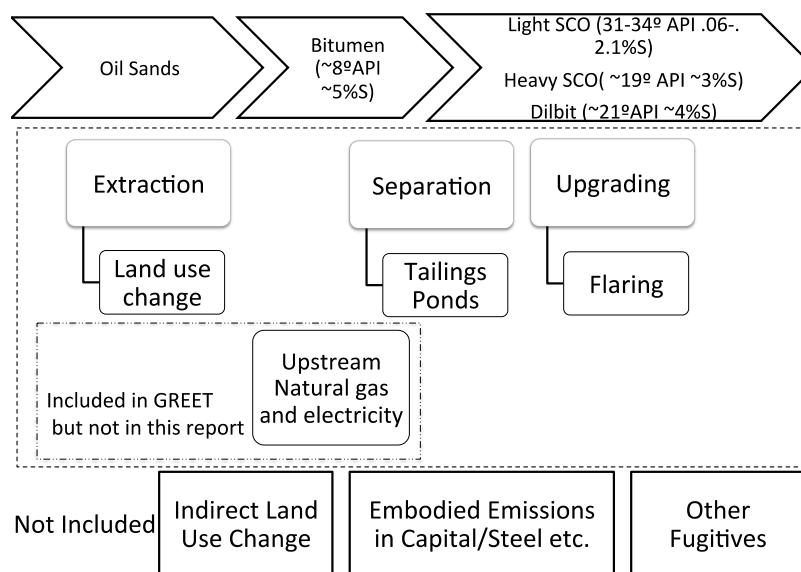 Oil Sands
Bitumen
(~8ºAPI
~5%S)
Light SCO (31-34º API .06-.
2.1%S)
Heavy SCO( ~19º API ~3%S)
Dilbit (~21ºAPI ~4%S)
Extraction
Land use
change
Separation
Tailings
Ponds
Upgrading
Flaring
Included in GREET
but not in this report
Upstream
Natural gas
and electricity
Not Included
Indirect Land
Use Change
Embodied Emissions
in Capital/Steel etc.
Other
Fugitives